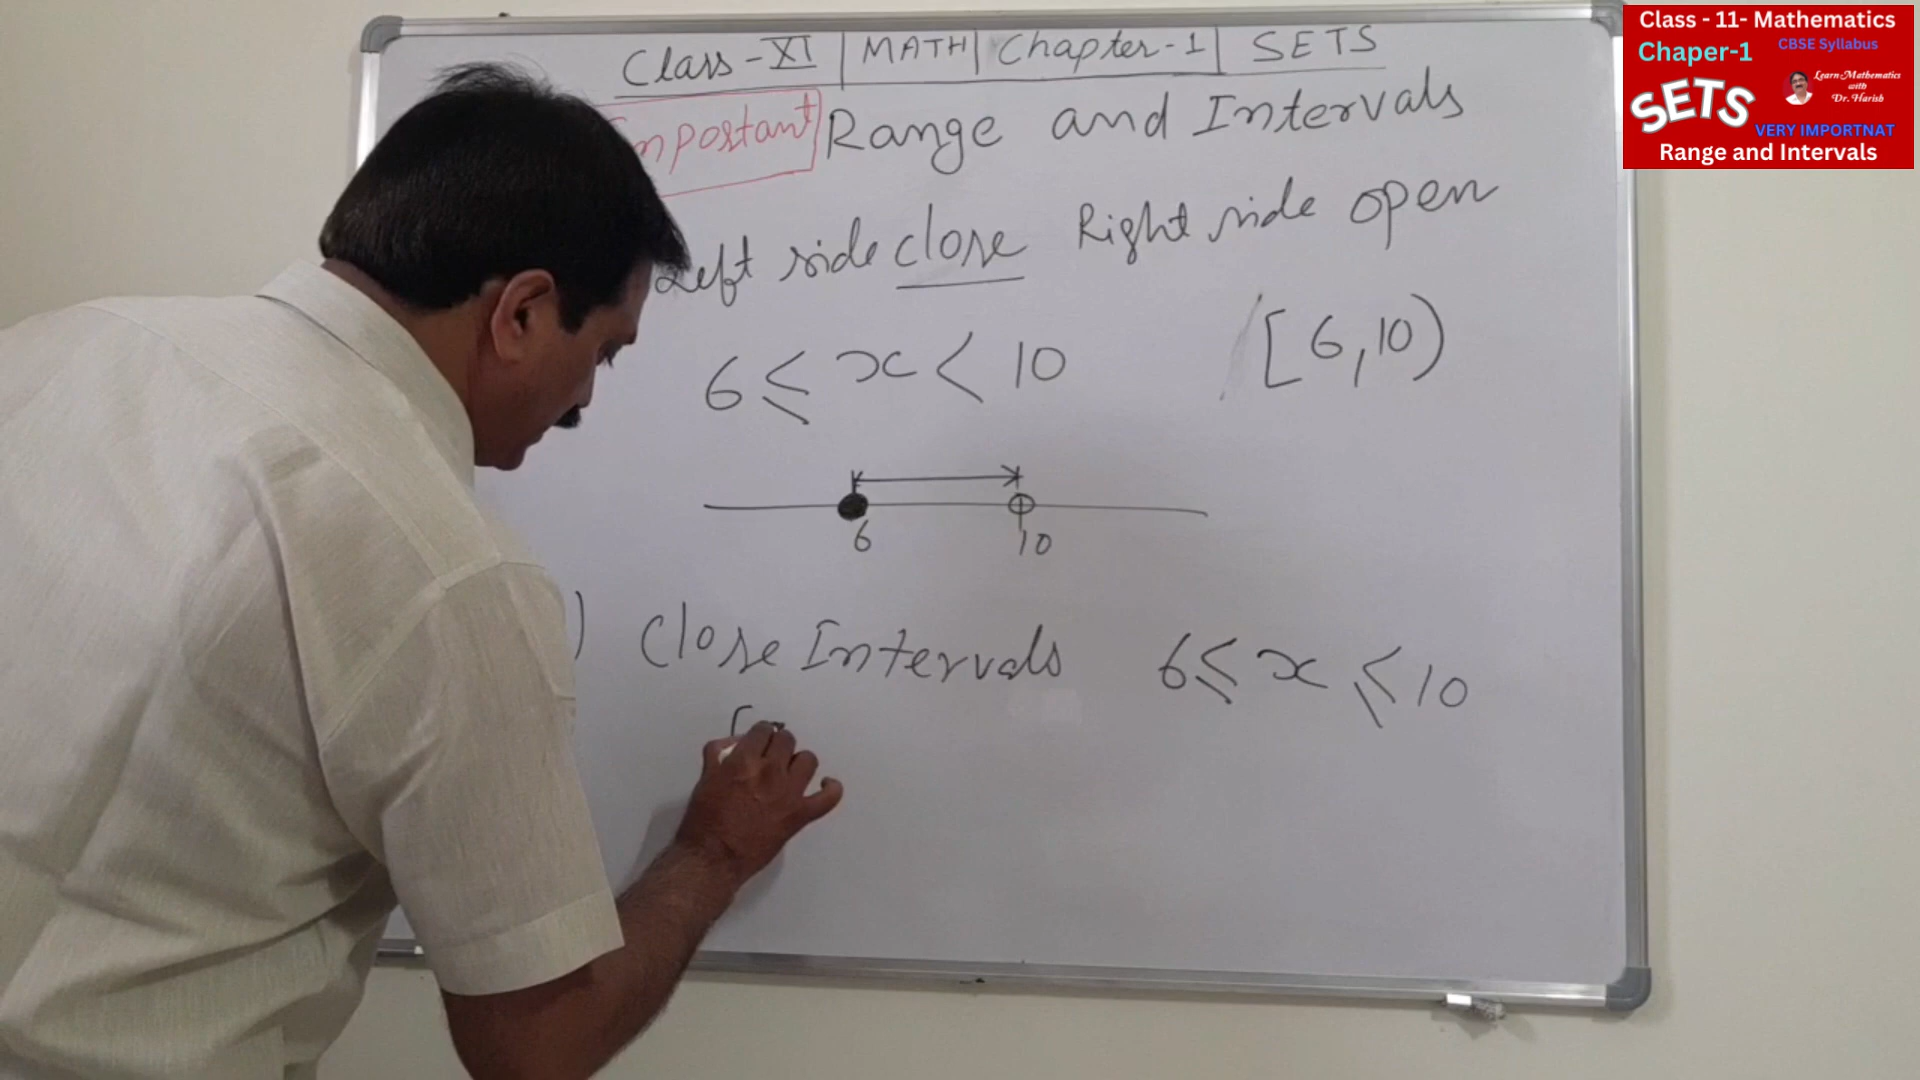 Class - XI | MATH | Chapter - 1 | SETS
Important Range and Intervals
Left side close Right side open
6 ≤ x < 10 [6,10)
6 10
) Close Intervals 6 ≤ x ≤ 10
[
Class - 11- Mathematics
Chaper-1 CBSE Syllabus
SETS
Learn Mathematics
with
Dr. Harish
VERY IMPORTNAT
Range and Intervals